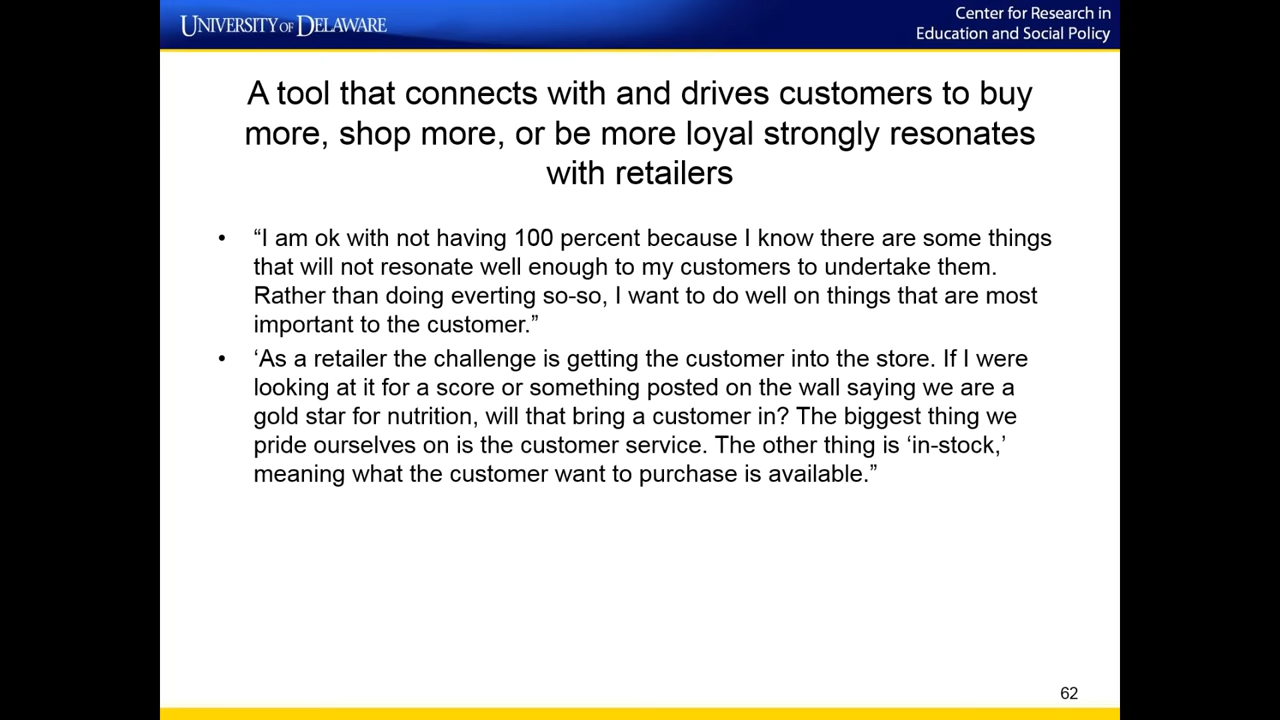 UNIVERSITY OF DELAWARE
Center for Research in
Education and Social Policy
A tool that connects with and drives customers to buy
more, shop more, or be more loyal strongly resonates
with retailers
• “I am ok with not having 100 percent because I know there are some things
that will not resonate well enough to my customers to undertake them.
Rather than doing everting so-so, I want to do well on things that are most
important to the customer.”
• ‘As a retailer the challenge is getting the customer into the store. If I were
looking at it for a score or something posted on the wall saying we are a
gold star for nutrition, will that bring a customer in? The biggest thing we
pride ourselves on is the customer service. The other thing is ‘in-stock,’
meaning what the customer want to purchase is available.”
62